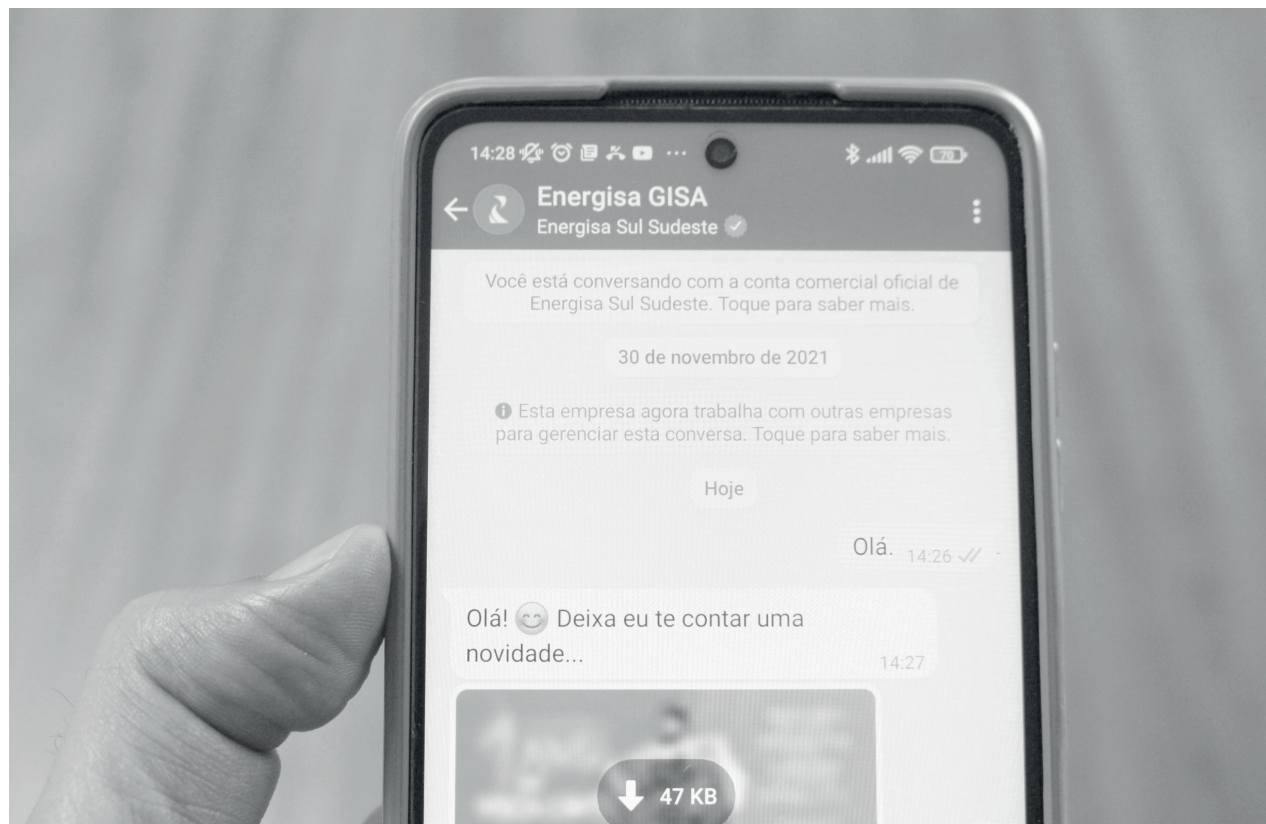 14:28
70
Energisa GISA
Energisa Sul Sudeste
Você está conversando com a conta comercial oficial de
Energisa Sul Sudeste. Toque para saber mais.
30 de novembro de 2021
Esta empresa agora trabalha com outras empresas
para gerenciar esta conversa. Toque para saber mais.
Hoje
Olá. 14:26
Olá! 😊 Deixa eu te contar uma
novidade...
14:27
47 KB